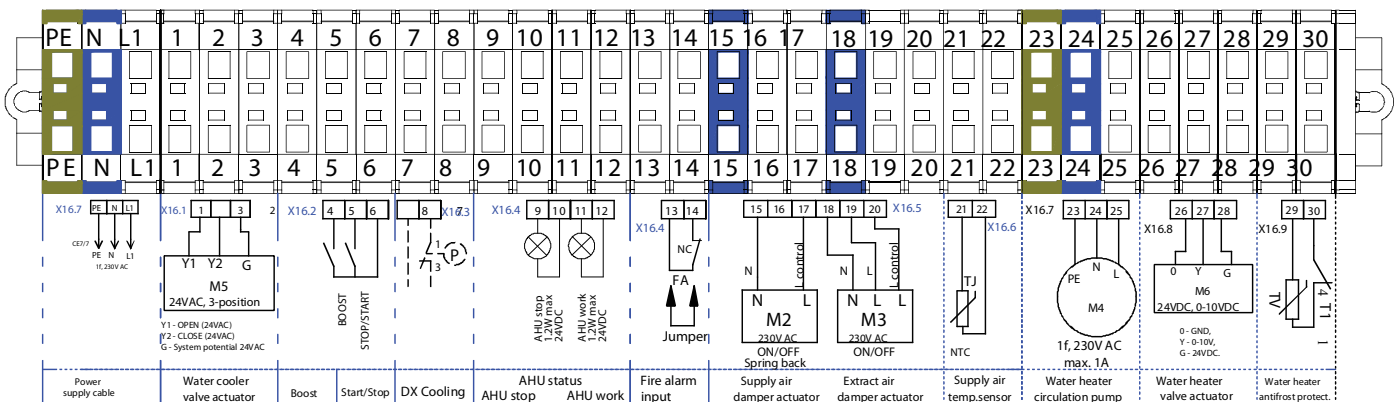 PE N L1 1 2 3 4 5 6 7 8 9 10 11 12 13 14 15 16 17 18 19 20 21 22 23 24 25 26 27 28 29 30
PE N L1 1 2 3 4 5 6 7 8 9 10 11 12 13 14 15 16 17 18 19 20 21 22 23 24 25 26 27 28 29 30
X16.7 PE N L1
CE7/7
PE N L1
1f, 230V AC
X16.1 1 3 2
Y1 Y2 G
M5
24VAC, 3-position
Y1 - OPEN (24VAC)
Y2 - CLOSE (24VAC)
G - System potential 24VAC
X16.2 4 5 6
BOOST
STOP/START
8 7 X16.3
1
3
P
X16.4 9 10 11 12
AHU stop
1.2W max
24VDC
AHU work
1.2W max
24VDC
13 14
X16.4
NC
FA
Jumper
15 16 17 18 19 20 X16.5
N L control N L L control
N L
M2
230V AC
ON/OFF
Spring back
N L L
M3
230V AC
ON/OFF
21 22
X16.6
TJ
NTC
X16.7 23 24 25
PE N L
M4
1f, 230V AC
max. 1A
26 27 28
X16.8
0 Y G
M6
24VDC, 0-10VDC
0 - GND,
Y - 0-10V,
G - 24VDC.
29 30
X16.9
TV
4 T1 1
Power
supply cable
Water cooler
valve actuator
Boost
Start/Stop
DX Cooling
AHU status
AHU stop AHU work
Fire alarm
input
Supply air
damper actuator
Extract air
damper actuator
Supply air
temp.sensor
Water heater
circulation pump
Water heater
valve actuator
Water heater
antifrost protect.